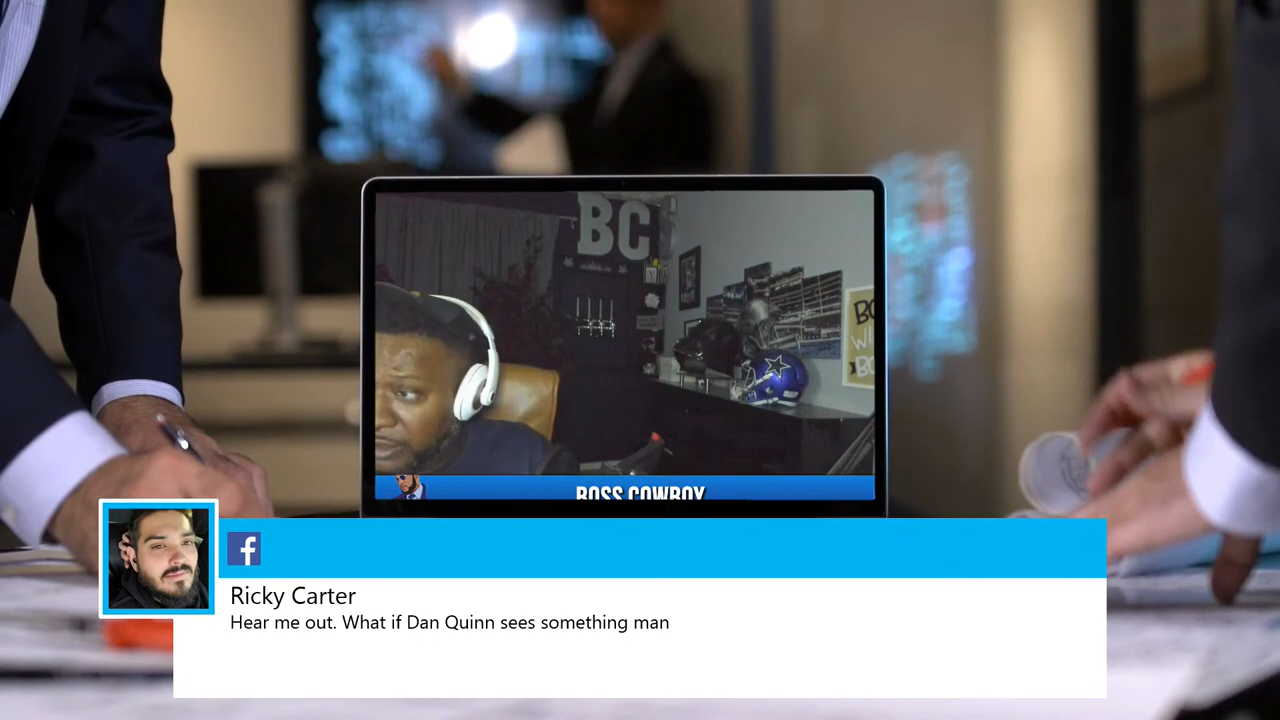 BC
BOSS COWBOY
Ricky Carter
Hear me out. What if Dan Quinn sees something man